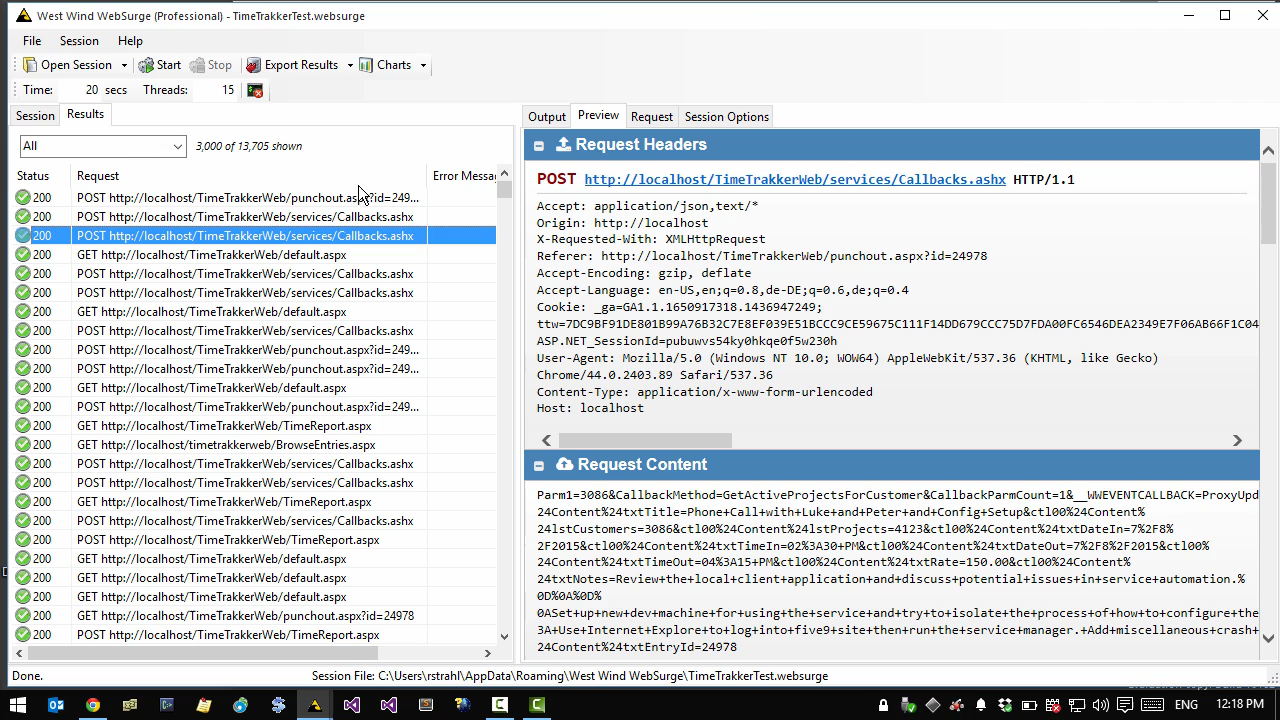 West Wind WebSurge (Professional) - TimeTrakkerTest.websurge
File Session Help
Open Session Start Stop Export Results Charts
Time: 20 secs Threads: 15
Session Results
All 3,000 of 13,705 shown
Status Request Error Messa
200 POST http://localhost/TimeTrakkerWeb/punchout.aspx?id=249...
200 POST http://localhost/TimeTrakkerWeb/services/Callbacks.ashx
200 POST http://localhost/TimeTrakkerWeb/services/Callbacks.ashx
200 GET http://localhost/TimeTrakkerWeb/default.aspx
200 POST http://localhost/TimeTrakkerWeb/services/Callbacks.ashx
200 POST http://localhost/TimeTrakkerWeb/services/Callbacks.ashx
200 GET http://localhost/TimeTrakkerWeb/default.aspx
200 POST http://localhost/TimeTrakkerWeb/services/Callbacks.ashx
200 POST http://localhost/TimeTrakkerWeb/punchout.aspx?id=249...
200 POST http://localhost/TimeTrakkerWeb/punchout.aspx?id=249...
200 GET http://localhost/TimeTrakkerWeb/default.aspx
200 POST http://localhost/TimeTrakkerWeb/punchout.aspx?id=249...
200 GET http://localhost/TimeTrakkerWeb/TimeReport.aspx
200 GET http://localhost/timetrakkerweb/BrowseEntries.aspx
200 POST http://localhost/TimeTrakkerWeb/services/Callbacks.ashx
200 POST http://localhost/TimeTrakkerWeb/services/Callbacks.ashx
200 GET http://localhost/TimeTrakkerWeb/TimeReport.aspx
200 POST http://localhost/TimeTrakkerWeb/services/Callbacks.ashx
200 POST http://localhost/TimeTrakkerWeb/TimeReport.aspx
200 GET http://localhost/TimeTrakkerWeb/default.aspx
200 GET http://localhost/TimeTrakkerWeb/default.aspx
200 GET http://localhost/TimeTrakkerWeb/default.aspx
200 GET http://localhost/TimeTrakkerWeb/punchout.aspx?id=24978
200 POST http://localhost/TimeTrakkerWeb/TimeReport.aspx
Output Preview Request Session Options
Request Headers
POST http://localhost/TimeTrakkerWeb/services/Callbacks.ashx HTTP/1.1
Accept: application/json,text/*
Origin: http://localhost
X-Requested-With: XMLHttpRequest
Referer: http://localhost/TimeTrakkerWeb/punchout.aspx?id=24978
Accept-Encoding: gzip, deflate
Accept-Language: en-US,en;q=0.8,de-DE;q=0.6,de;q=0.4
Cookie: _ga=GA1.1.1650917318.1436947249;
ttw=7DC9BF91DE801B99A76B32C7E8EF039E51BCCC9CE59675C111F14DD679CCC75D7FDA00FC6546DEA2349E7F06AB66F1C04
ASP.NET_SessionId=pubuwvs54ky0hkqe0f5w230h
User-Agent: Mozilla/5.0 (Windows NT 10.0; WOW64) AppleWebKit/537.36 (KHTML, like Gecko)
Chrome/44.0.2403.89 Safari/537.36
Content-Type: application/x-www-form-urlencoded
Host: localhost
Request Content
Parm1=3086&CallbackMethod=GetActiveProjectsForCustomer&CallbackParmCount=1&__WWEVENTCALLBACK=ProxyUpd
24Content%24txtTitle=Phone+Call+with+Luke+and+Peter+and+Config+Setup&ctl00%24Content%
24lstCustomers=3086&ctl00%24Content%24lstProjects=4123&ctl00%24Content%24txtDateIn=7%2F8%
2F2015&ctl00%24Content%24txtTimeIn=02%3A30+PM&ctl00%24Content%24txtDateOut=7%2F8%2F2015&ctl00%
24Content%24txtTimeOut=04%3A15+PM&ctl00%24Content%24txtRate=150.00&ctl00%24Content%
24txtNotes=Review+the+local+client+application+and+discuss+potential+issues+in+service+automation.%
0D%0A%0D%
0ASet+up+new+dev+machine+for+using+the+service+and+try+to+isolate+the+process+of+how+to+configure+the
3A+Use+Internet+Explore+to+log+into+five9+site+then+run+the+service+manager.+Add+miscellaneous+crash+
24Content%24txtEntryId=24978
Done. Session File: C:\Users\rstrahl\AppData\Roaming\West Wind WebSurge\TimeTrakkerTest.websurge
ENG 12:18 PM